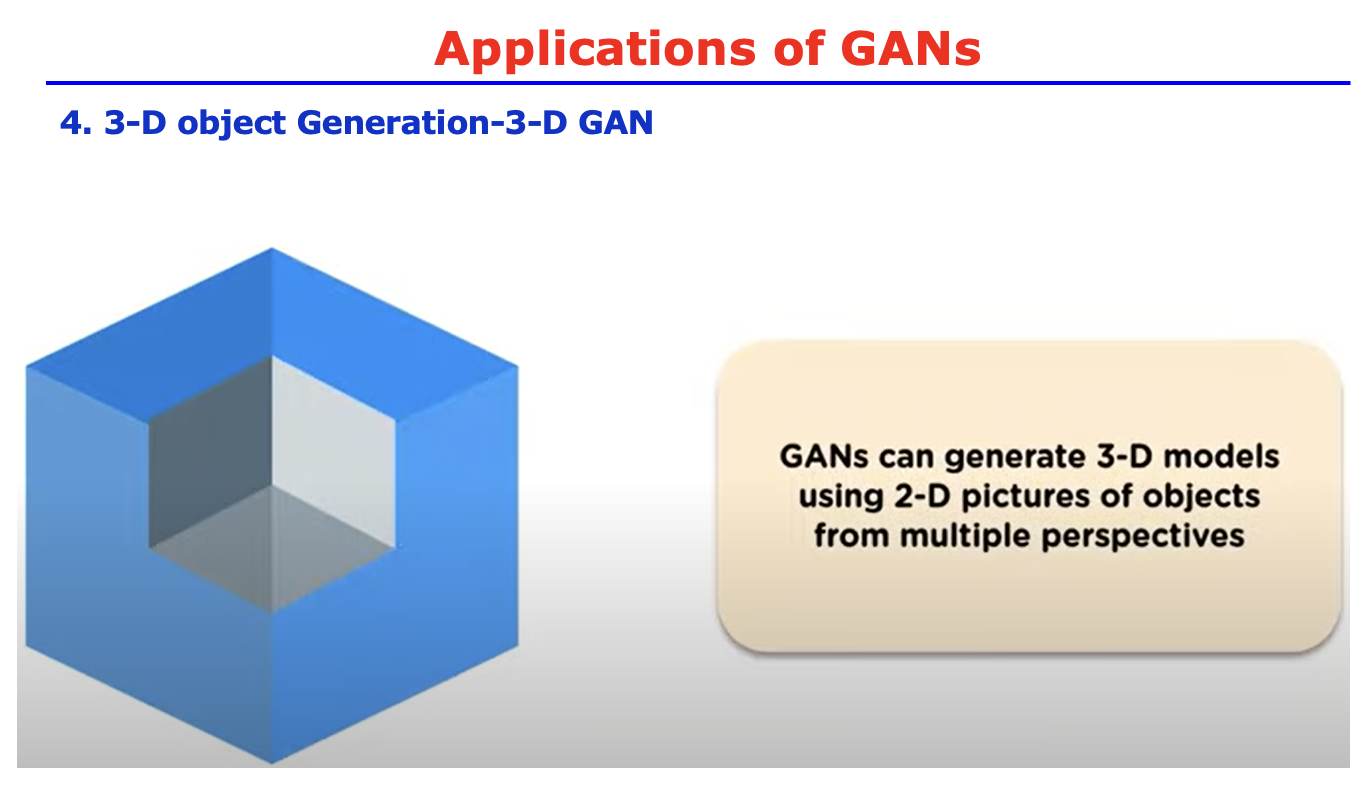 Applications of GANs
4. 3-D object Generation-3-D GAN
GANs can generate 3-D models
using 2-D pictures of objects
from multiple perspectives